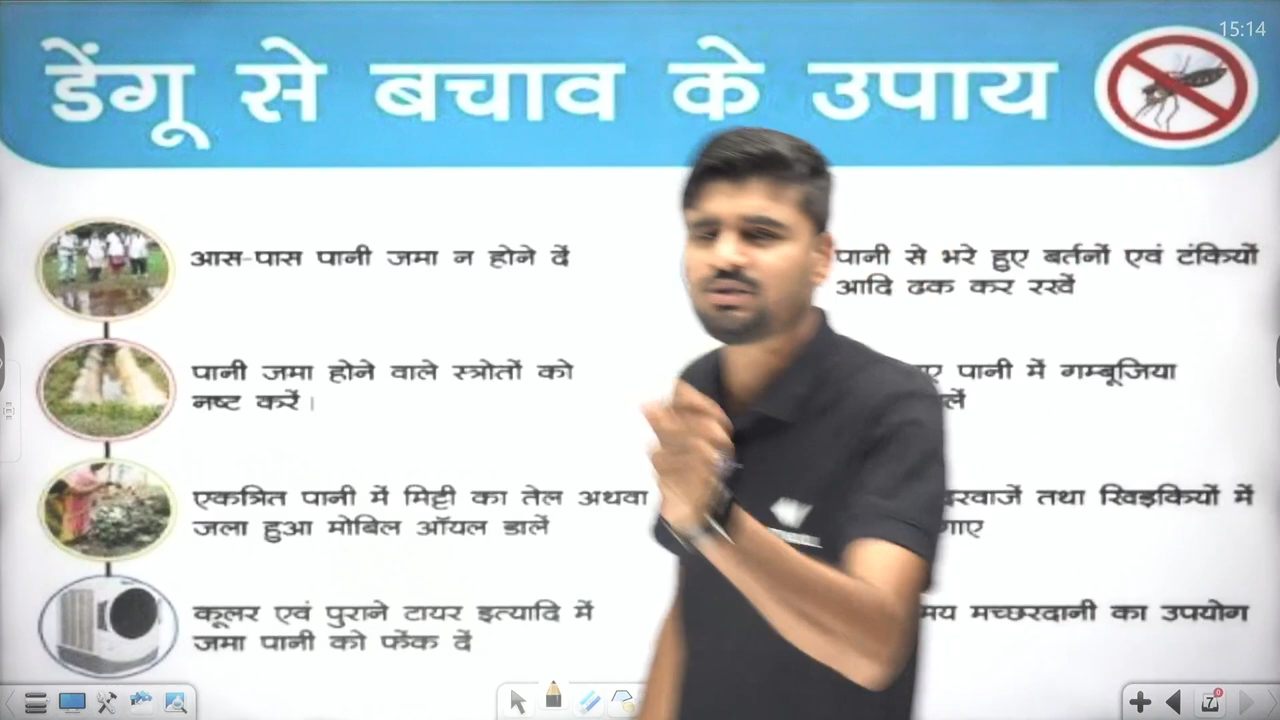 15:14
डेंगू से बचाव के उपाय
आस-पास पानी जमा न होने दें
पानी जमा होने वाले स्त्रोतों को
नष्ट करें।
एकत्रित पानी में मिट्टी का तेल अथवा
जला हुआ मोबिल ऑयल डालें
कूलर एवं पुराने टायर इत्यादि में
जमा पानी को फेंक दें
पानी से भरे हुए बर्तनों एवं टंकियों
आदि ढक कर रखें
पानी में गम्बूजिया
तथा खिड़कियों में
मच्छरदानी का उपयोग